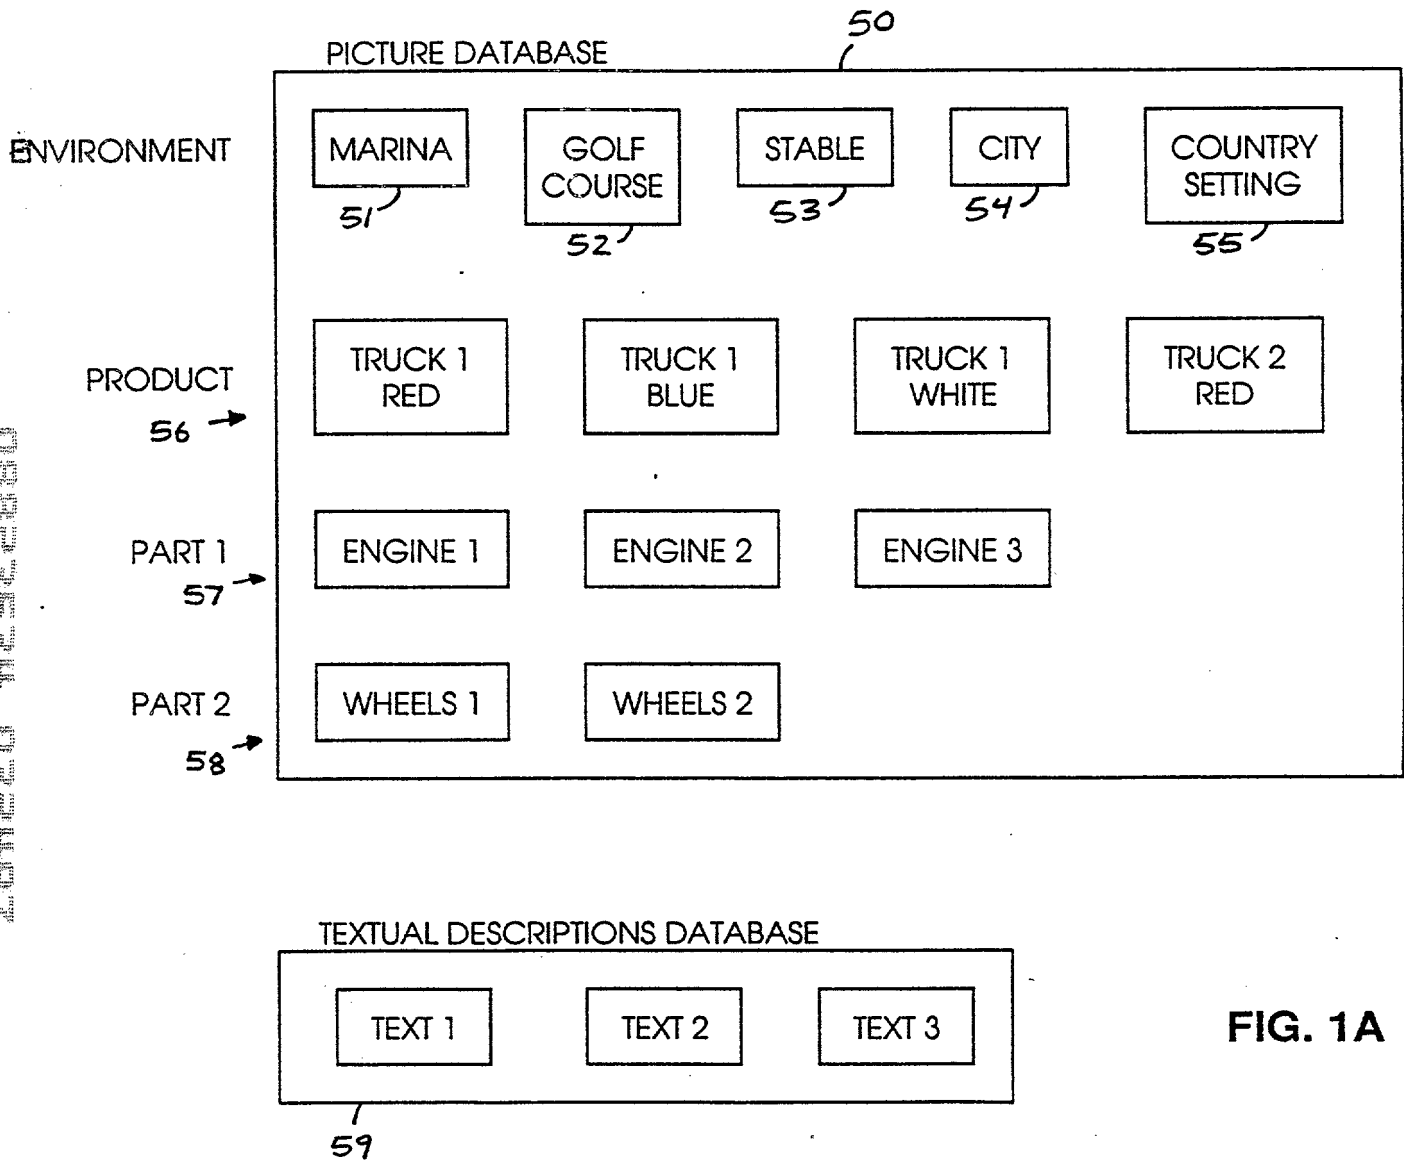 50
PICTURE DATABASE
ENVIRONMENT
MARINA
GOLF
COURSE
STABLE
CITY
COUNTRY
SETTING
51
52
53
54
55
PRODUCT
56
TRUCK 1
RED
TRUCK 1
BLUE
TRUCK 1
WHITE
TRUCK 2
RED
PART 1
57
ENGINE 1
ENGINE 2
ENGINE 3
PART 2
58
WHEELS 1
WHEELS 2
TEXTUAL DESCRIPTIONS DATABASE
TEXT 1
TEXT 2
TEXT 3
59
FIG. 1A